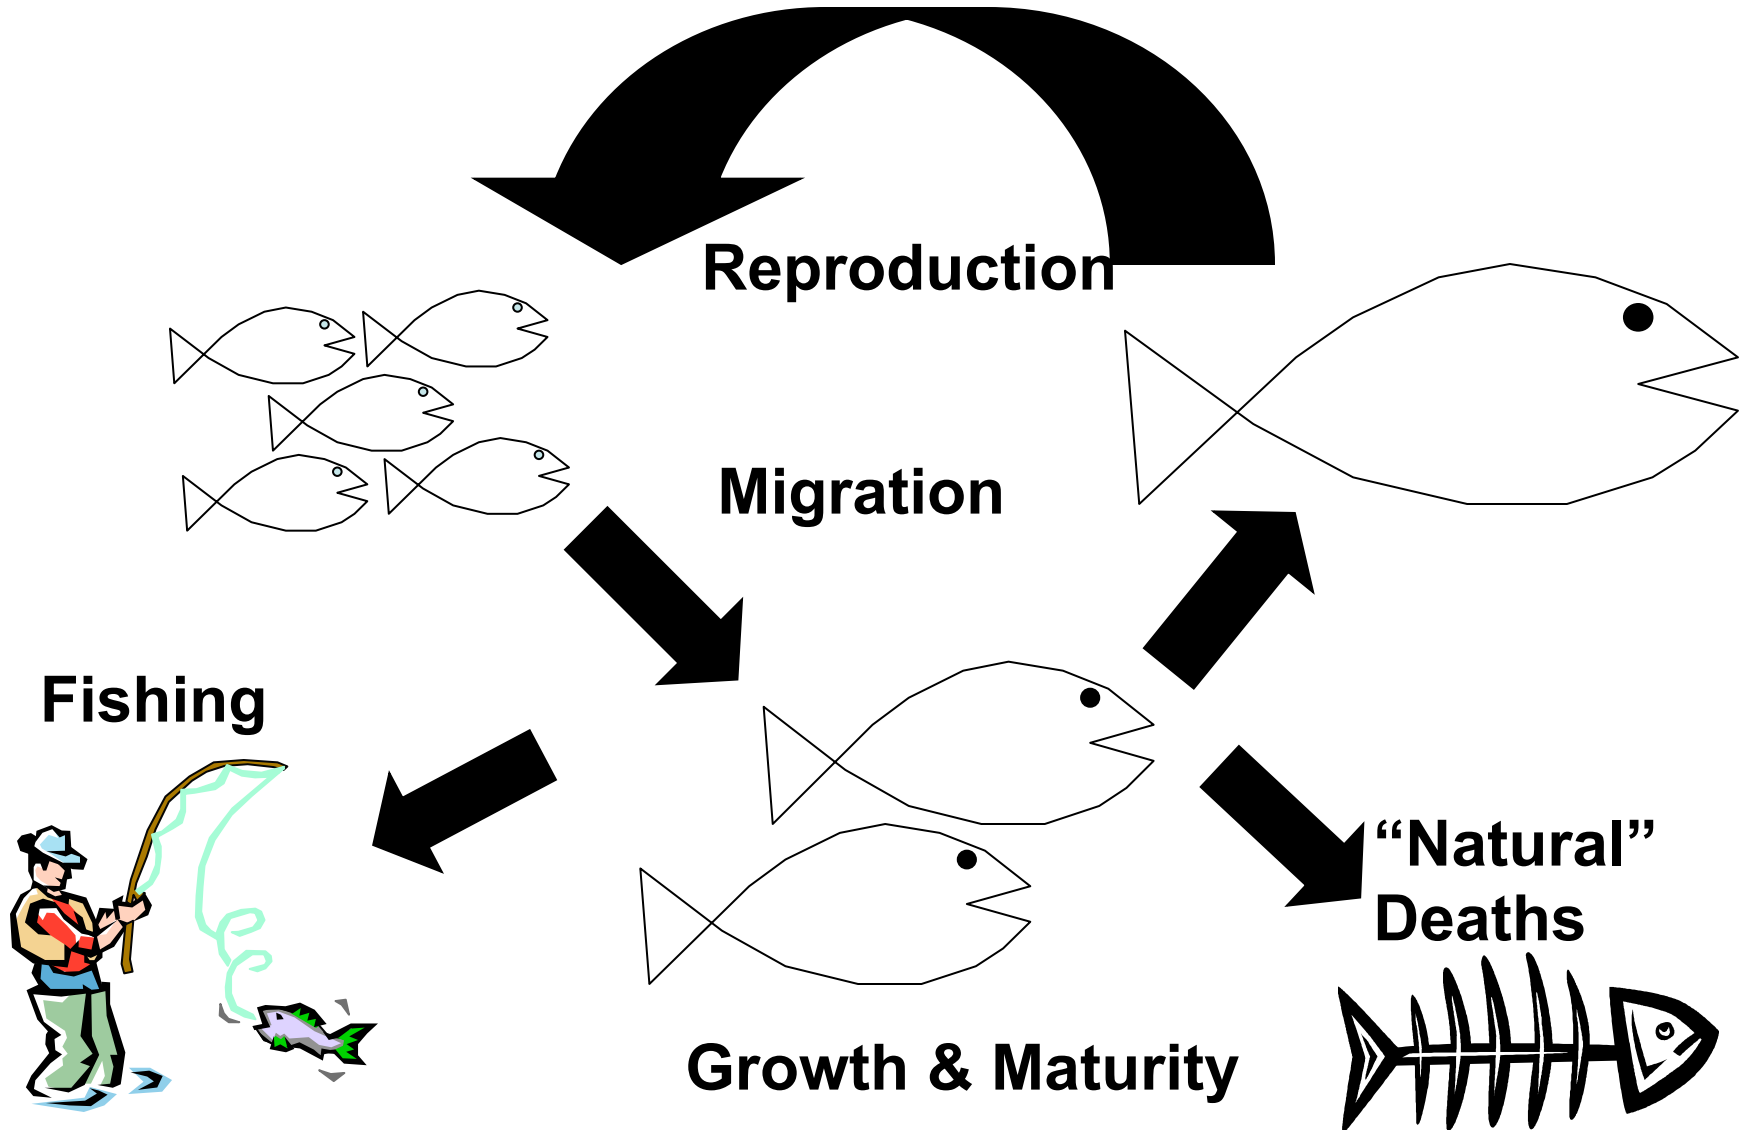 Reproduction
Migration
Fishing
“Natural”
Deaths
Growth & Maturity